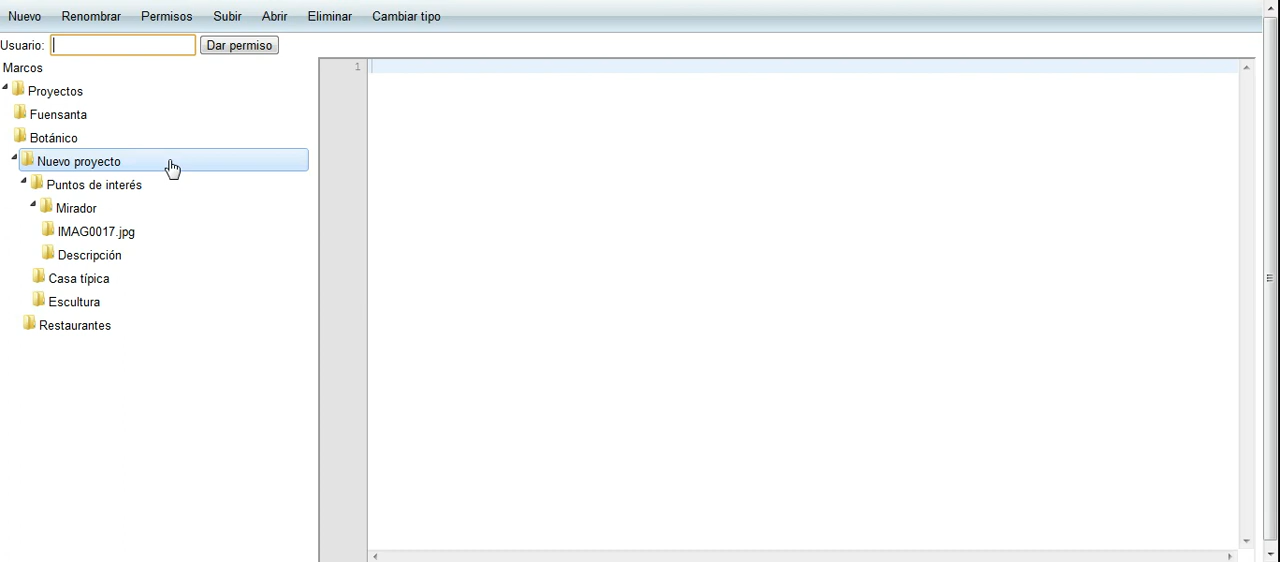 Nuevo Renombrar Permisos Subir Abrir Eliminar Cambiar tipo
Usuario: Dar permiso
Marcos
1
Proyectos
Fuensanta
Botánico
Nuevo proyecto
Puntos de interés
Mirador
IMAG0017.jpg
Descripción
Casa típica
Escultura
Restaurantes